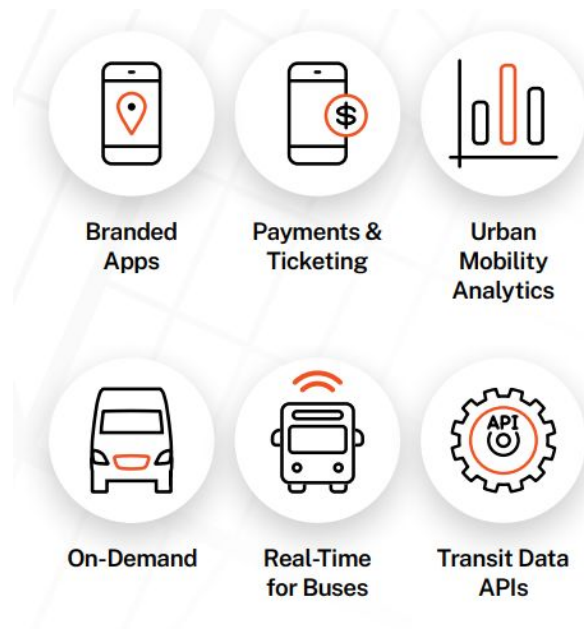 $
Branded
Apps
Payments &
Ticketing
Urban
Mobility
Analytics
API
On-Demand
Real-Time
for Buses
Transit Data
APIs